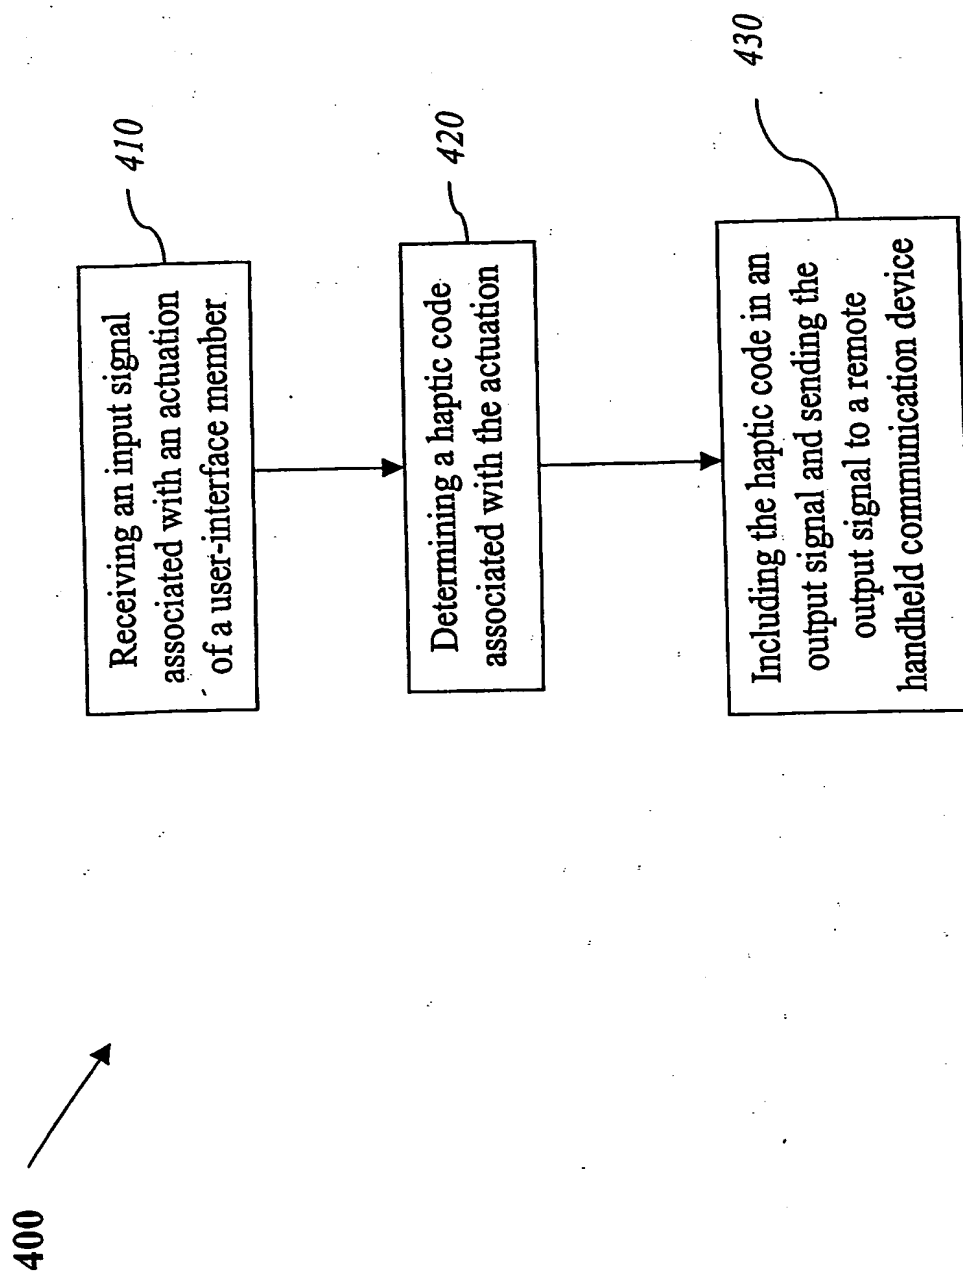 400
Receiving an input signal
associated with an actuation
of a user-interface member
410
Determining a haptic code
associated with the actuation
420
Including the haptic code in an
output signal and sending the
output signal to a remote
handheld communication device
430